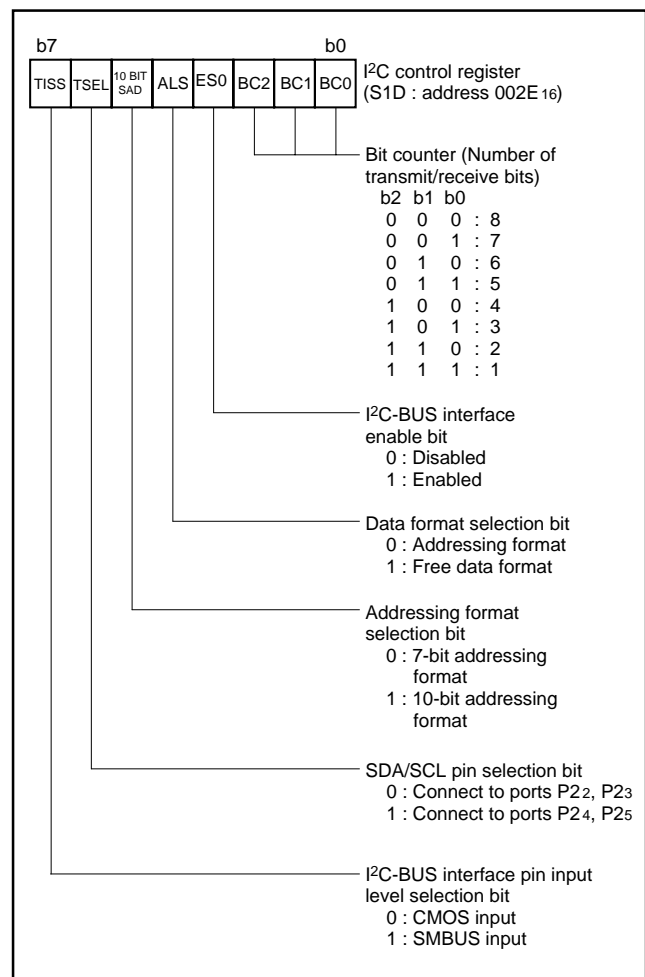 b7 b0
TISS TSEL 10 BIT SAD ALS ES0 BC2 BC1 BC0
I2C control register
(S1D : address 002E16)
Bit counter (Number of
transmit/receive bits)
b2 b1 b0
0 0 0 : 8
0 0 1 : 7
0 1 0 : 6
0 1 1 : 5
1 0 0 : 4
1 0 1 : 3
1 1 0 : 2
1 1 1 : 1
I2C-BUS interface
enable bit
0 : Disabled
1 : Enabled
Data format selection bit
0 : Addressing format
1 : Free data format
Addressing format
selection bit
0 : 7-bit addressing
format
1 : 10-bit addressing
format
SDA/SCL pin selection bit
0 : Connect to ports P22, P23
1 : Connect to ports P24, P25
I2C-BUS interface pin input
level selection bit
0 : CMOS input
1 : SMBUS input